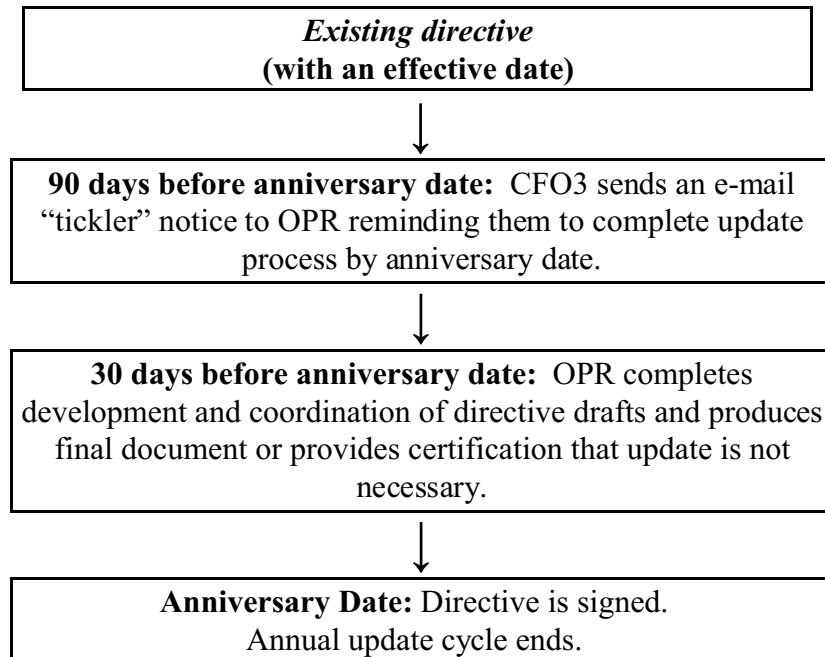 Existing directive
(with an effective date)
90 days before anniversary date:  CFO3 sends an e-mail
“tickler” notice to OPR reminding them to complete update
process by anniversary date.
30 days before anniversary date:  OPR completes
development and coordination of directive drafts and produces
final document or provides certification that update is not
necessary.
Anniversary Date: Directive is signed.
Annual update cycle ends.